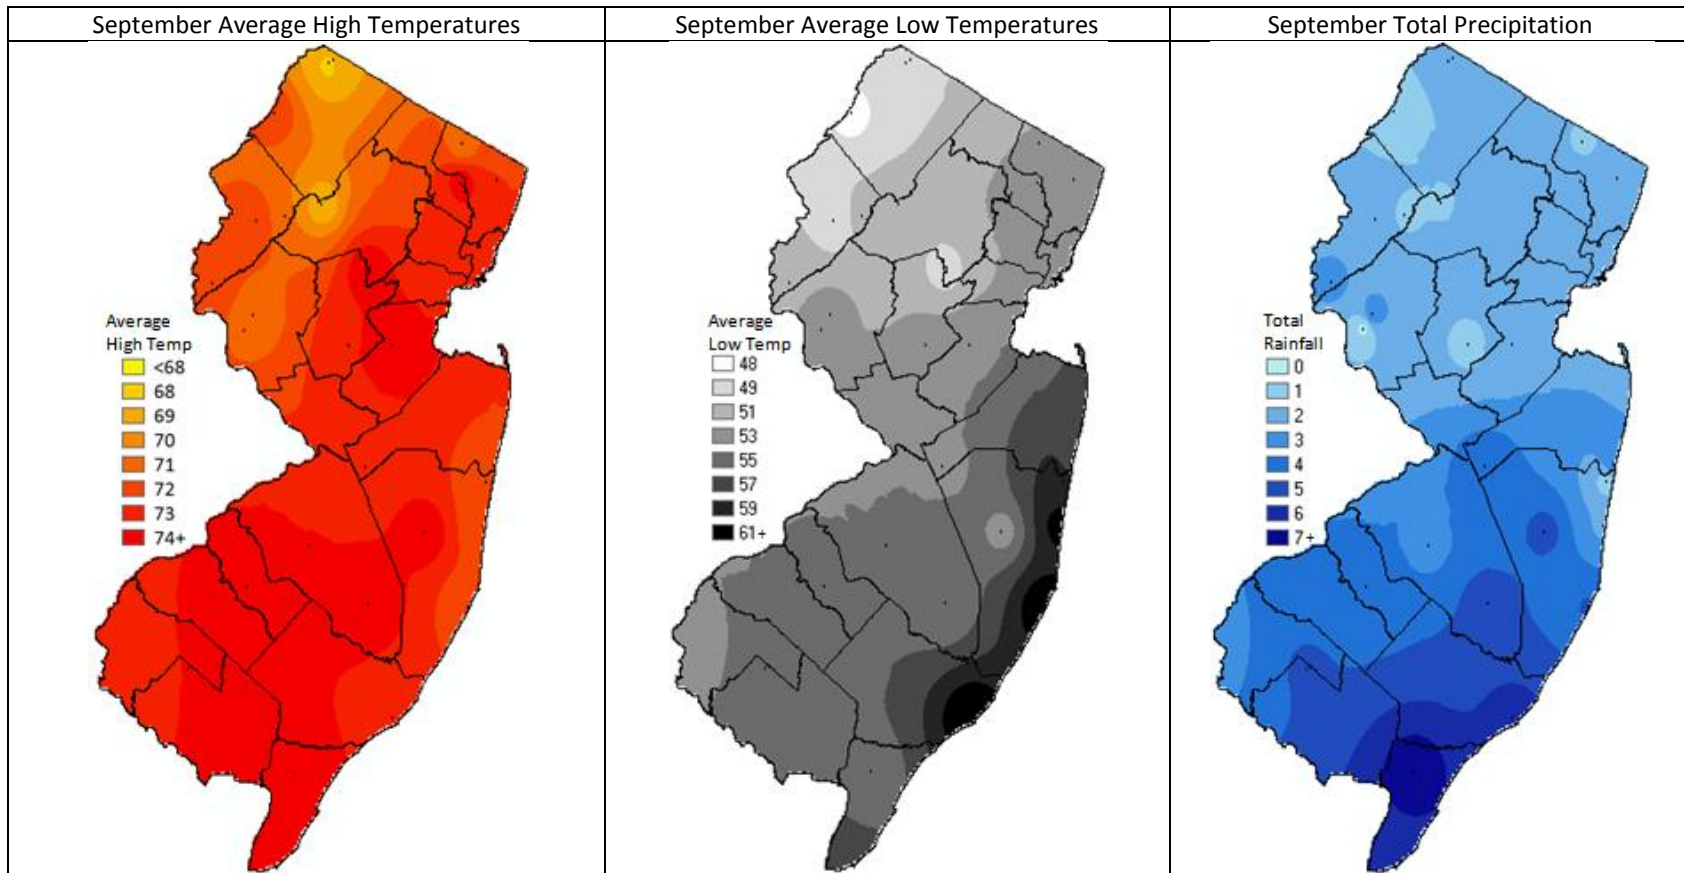 September Average High Temperatures
September Average Low Temperatures
September Total Precipitation
Average
High Temp
<68
68
69
70
71
72
73
74+
Average
Low Temp
48
49
51
53
55
57
59
61+
Total
Rainfall
0
1
2
3
4
5
6
7+